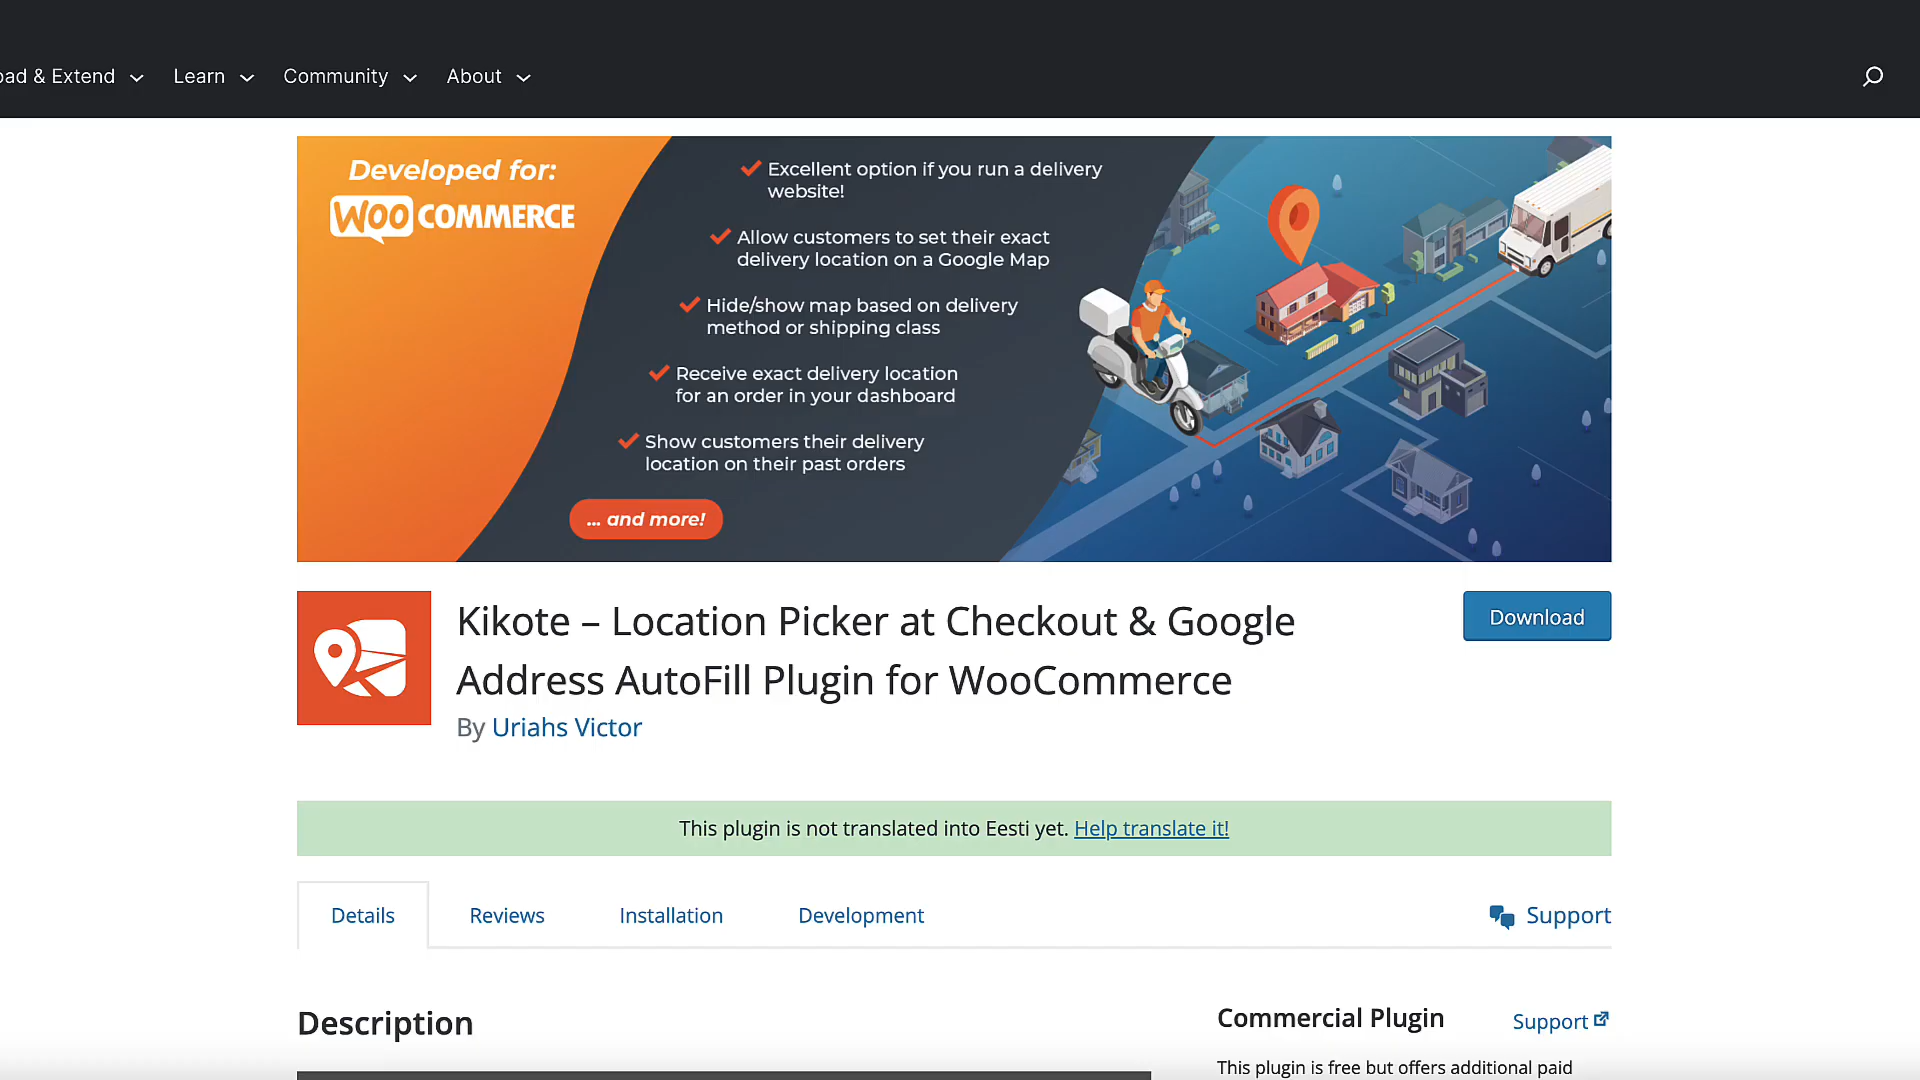 oad & Extend
Learn
Community
About
Developed for:
WOO COMMERCE
Excellent option if you run a delivery
website!
Allow customers to set their exact
delivery location on a Google Map
Hide/show map based on delivery
method or shipping class
Receive exact delivery location
for an order in your dashboard
Show customers their delivery
location on their past orders
... and more!
Kikote – Location Picker at Checkout & Google
Address AutoFill Plugin for WooCommerce
By Uriahs Victor
Download
This plugin is not translated into Eesti yet. Help translate it!
Details
Reviews
Installation
Development
Support
Description
Commercial Plugin
Support
This plugin is free but offers additional paid